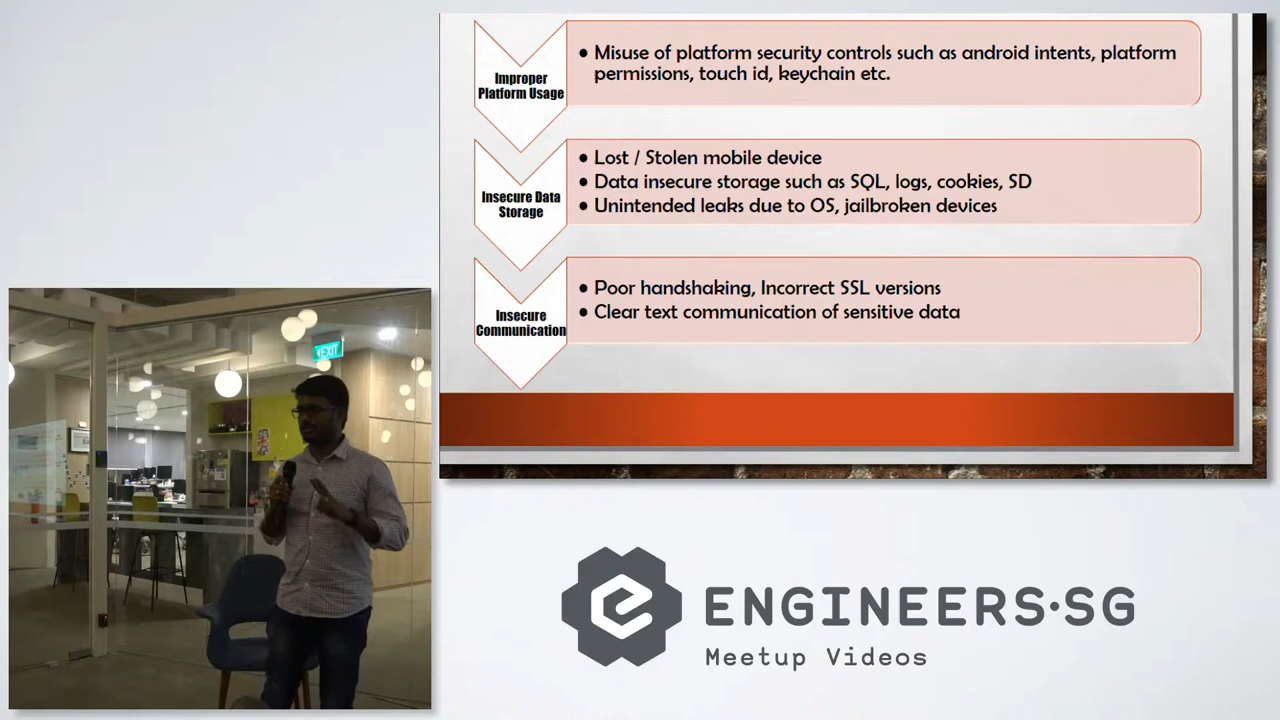 Improper
Platform Usage
• Misuse of platform security controls such as android intents, platform
permissions, touch id, keychain etc.
Insecure Data
Storage
• Lost / Stolen mobile device
• Data insecure storage such as SQL, logs, cookies, SD
• Unintended leaks due to OS, jailbroken devices
Insecure
Communication
• Poor handshaking, Incorrect SSL versions
• Clear text communication of sensitive data
EXIT
ENGINEERS·SG
Meetup Videos